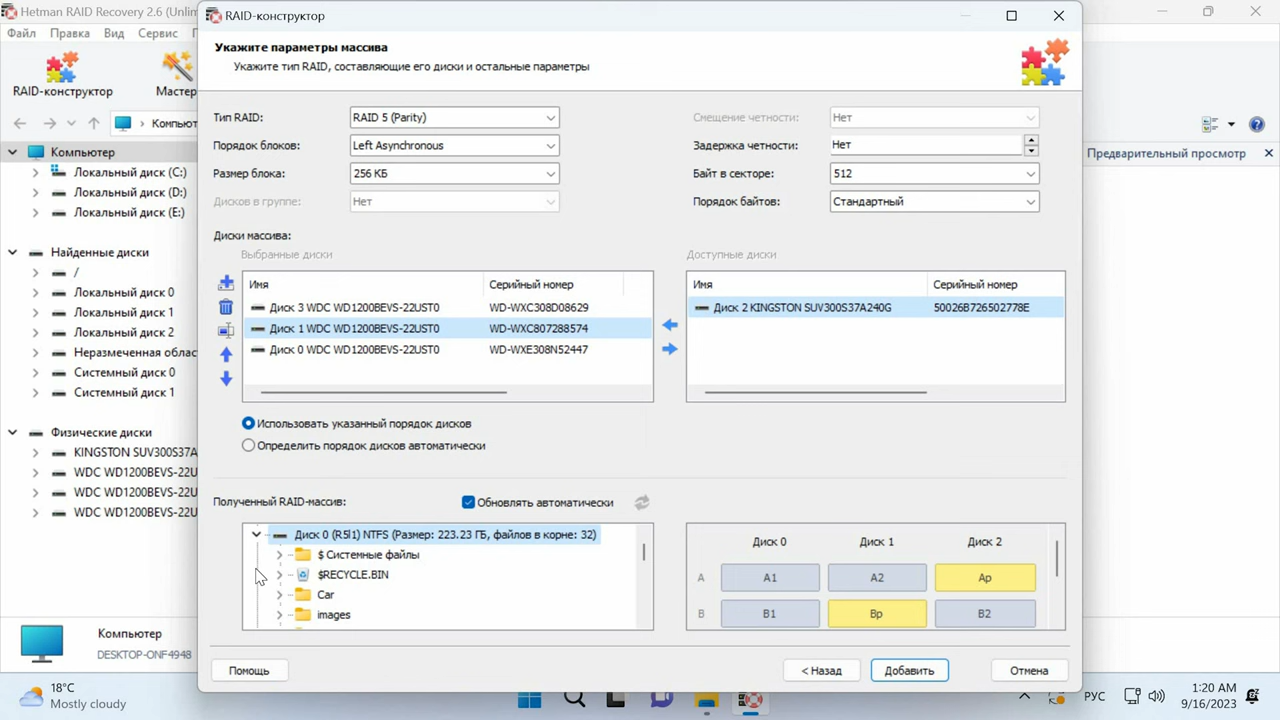 Hetman RAID Recovery 2.6 (Unlin
Файл Правка Вид Сервис
RAID-конструктор
Мастер
Компьют
Компьютер
Локальный диск (C:)
Локальный диск (D:)
Локальный диск (E:)
Найденные диски
/
Локальный диск 0
Локальный диск 1
Локальный диск 2
Неразмеченная облас
Системный диск 0
Системный диск 1
Физические диски
KINGSTON SUV300S37A
WDC WD1200BEVS-22U
WDC WD1200BEVS-22U
WDC WD1200BEVS-22U
Компьютер
DESKTOP-ONF4948
Предварительный просмотр
RAID-конструктор
Укажите параметры массива
Укажите тип RAID, составляющие его диски и остальные параметры
Тип RAID: RAID 5 (Parity)
Порядок блоков: Left Asynchronous
Размер блока: 256 КБ
Дисков в группе: Нет
Смещение четности: Нет
Задержка четности: Нет
Байт в секторе: 512
Порядок байтов: Стандартный
Диски массива:
Выбранные диски
Имя Серийный номер
Диск 3 WDC WD1200BEVS-22UST0 WD-WXC308D08629
Диск 1 WDC WD1200BEVS-22UST0 WD-WXC807288574
Диск 0 WDC WD1200BEVS-22UST0 WD-WXE308N52447
Доступные диски
Имя Серийный номер
Диск 2 KINGSTON SUV300S37A240G 50026B726502778E
Использовать указанный порядок дисков
Определить порядок дисков автоматически
Полученный RAID-массив:
Обновлять автоматически
Диск 0 (R5l1) NTFS (Размер: 223.23 ГБ, файлов в корне: 32)
$ Системные файлы
$RECYCLE.BIN
Car
images
Диск 0 Диск 1 Диск 2
A A1 A2 Ap
B B1 Bp B2
Помощь
< Назад
Добавить
Отмена
18°C
Mostly cloudy
РУС
1:20 AM
9/16/2023